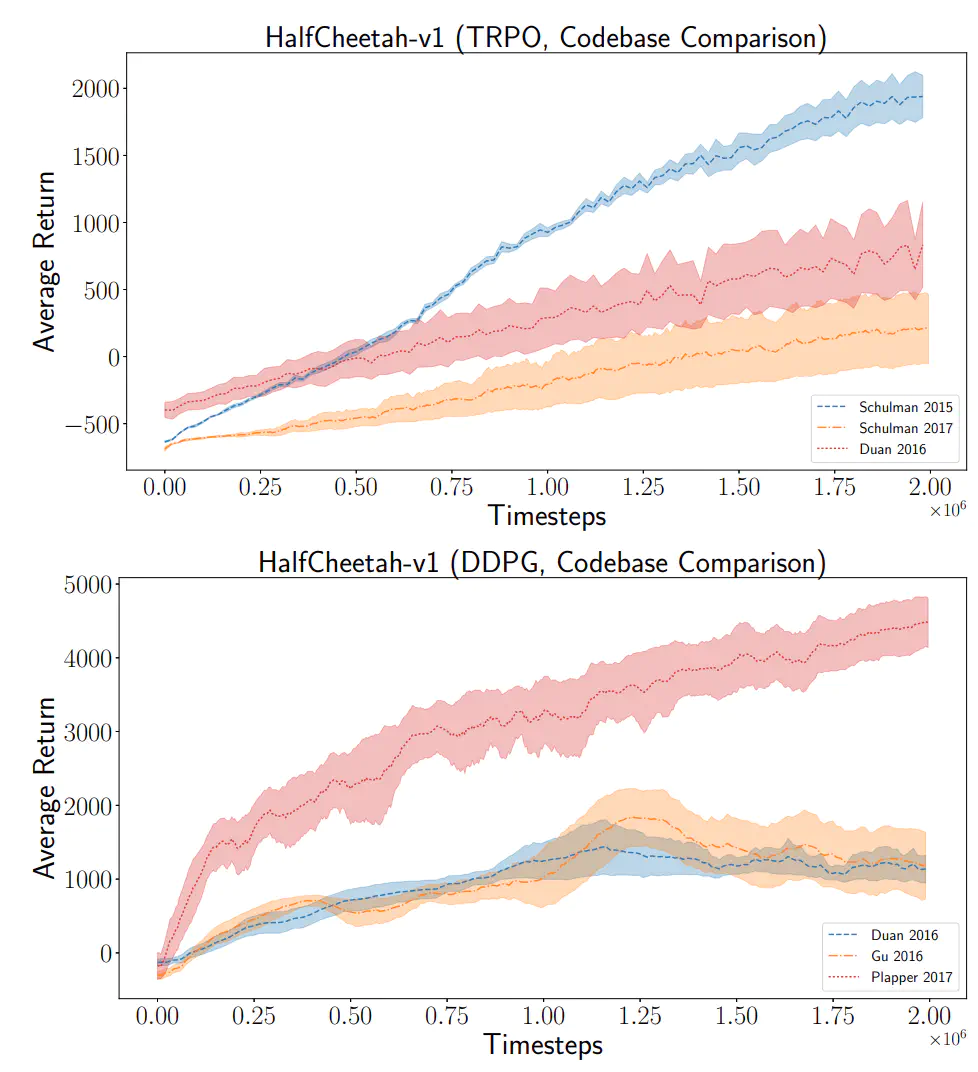 HalfCheetah-v1 (TRPO, Codebase Comparison)
2000
1500
1000
500
0
−500
Average Return
Schulman 2015
Schulman 2017
Duan 2016
0.00 0.25 0.50 0.75 1.00 1.25 1.50 1.75 2.00
×10⁶
Timesteps
HalfCheetah-v1 (DDPG, Codebase Comparison)
5000
4000
3000
2000
1000
0
Average Return
Duan 2016
Gu 2016
Plapper 2017
0.00 0.25 0.50 0.75 1.00 1.25 1.50 1.75 2.00
×10⁶
Timesteps